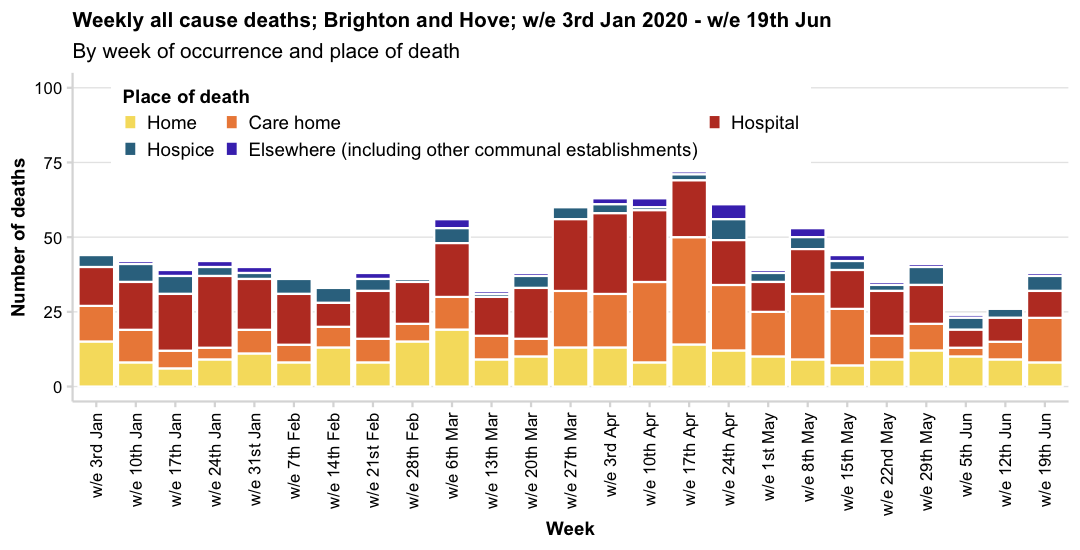 Weekly all cause deaths; Brighton and Hove; w/e 3rd Jan 2020 - w/e 19th Jun
By week of occurrence and place of death
Place of death
Home Care home Hospital
Hospice Elsewhere (including other communal establishments)
Number of deaths
100
75
50
25
0
w/e 3rd Jan
w/e 10th Jan
w/e 17th Jan
w/e 24th Jan
w/e 31st Jan
w/e 7th Feb
w/e 14th Feb
w/e 21st Feb
w/e 28th Feb
w/e 6th Mar
w/e 13th Mar
w/e 20th Mar
w/e 27th Mar
w/e 3rd Apr
w/e 10th Apr
w/e 17th Apr
w/e 24th Apr
w/e 1st May
w/e 8th May
w/e 15th May
w/e 22nd May
w/e 29th May
w/e 5th Jun
w/e 12th Jun
w/e 19th Jun
Week